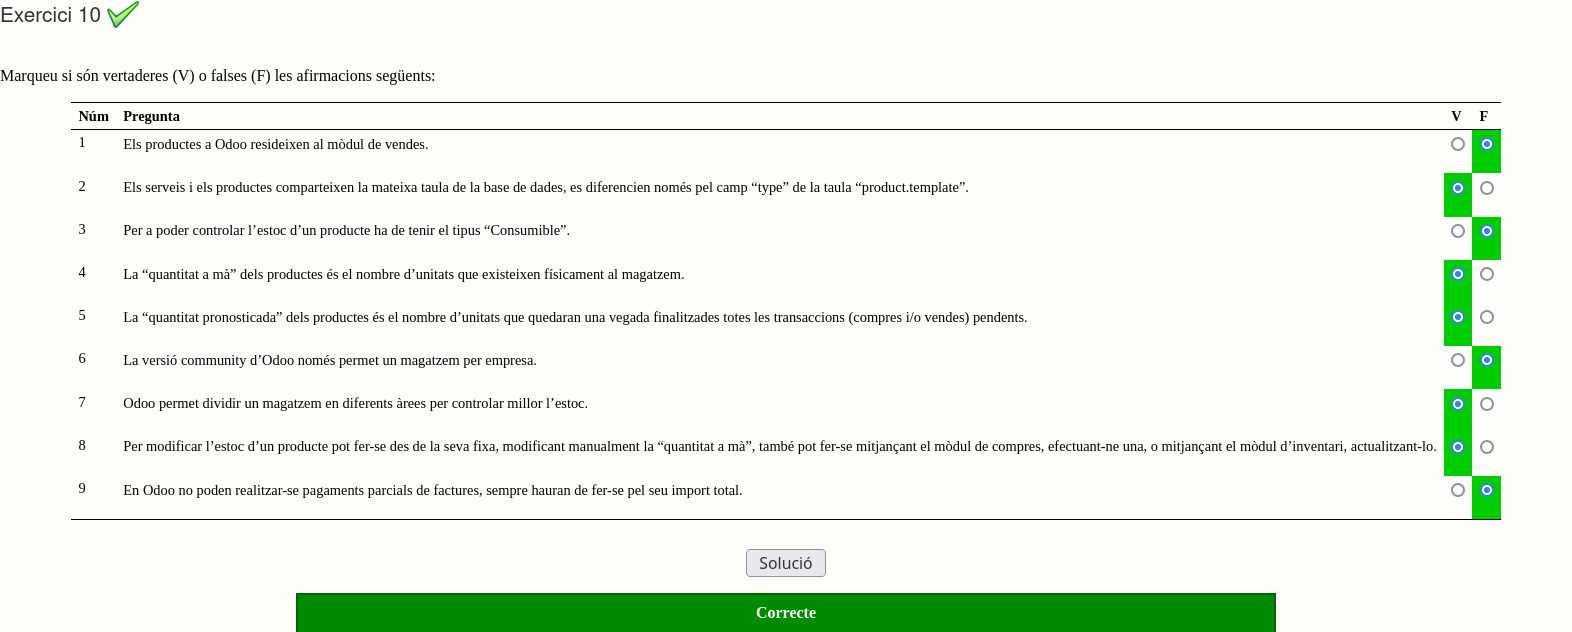 Exercici 10
Marqueu si són vertaderes (V) o falses (F) les afirmacions següents:
Núm Pregunta V F
1 Els productes a Odoo resideixen al mòdul de vendes.
2 Els serveis i els productes comparteixen la mateixa taula de la base de dades, es diferencien només pel camp “type” de la taula “product.template”.
3 Per a poder controlar l’estoc d’un producte ha de tenir el tipus “Consumible”.
4 La “quantitat a mà” dels productes és el nombre d’unitats que existeixen físicament al magatzem.
5 La “quantitat pronosticada” dels productes és el nombre d’unitats que quedaran una vegada finalitzades totes les transaccions (compres i/o vendes) pendents.
6 La versió community d’Odoo només permet un magatzem per empresa.
7 Odoo permet dividir un magatzem en diferents àrees per controlar millor l’estoc.
8 Per modificar l’estoc d’un producte pot fer-se des de la seva fixa, modificant manualment la “quantitat a mà”, també pot fer-se mitjançant el mòdul de compres, efectuant-ne una, o mitjançant el mòdul d’inventari, actualitzant-lo.
9 En Odoo no poden realitzar-se pagaments parcials de factures, sempre hauran de fer-se pel seu import total.
Solució
Correcte